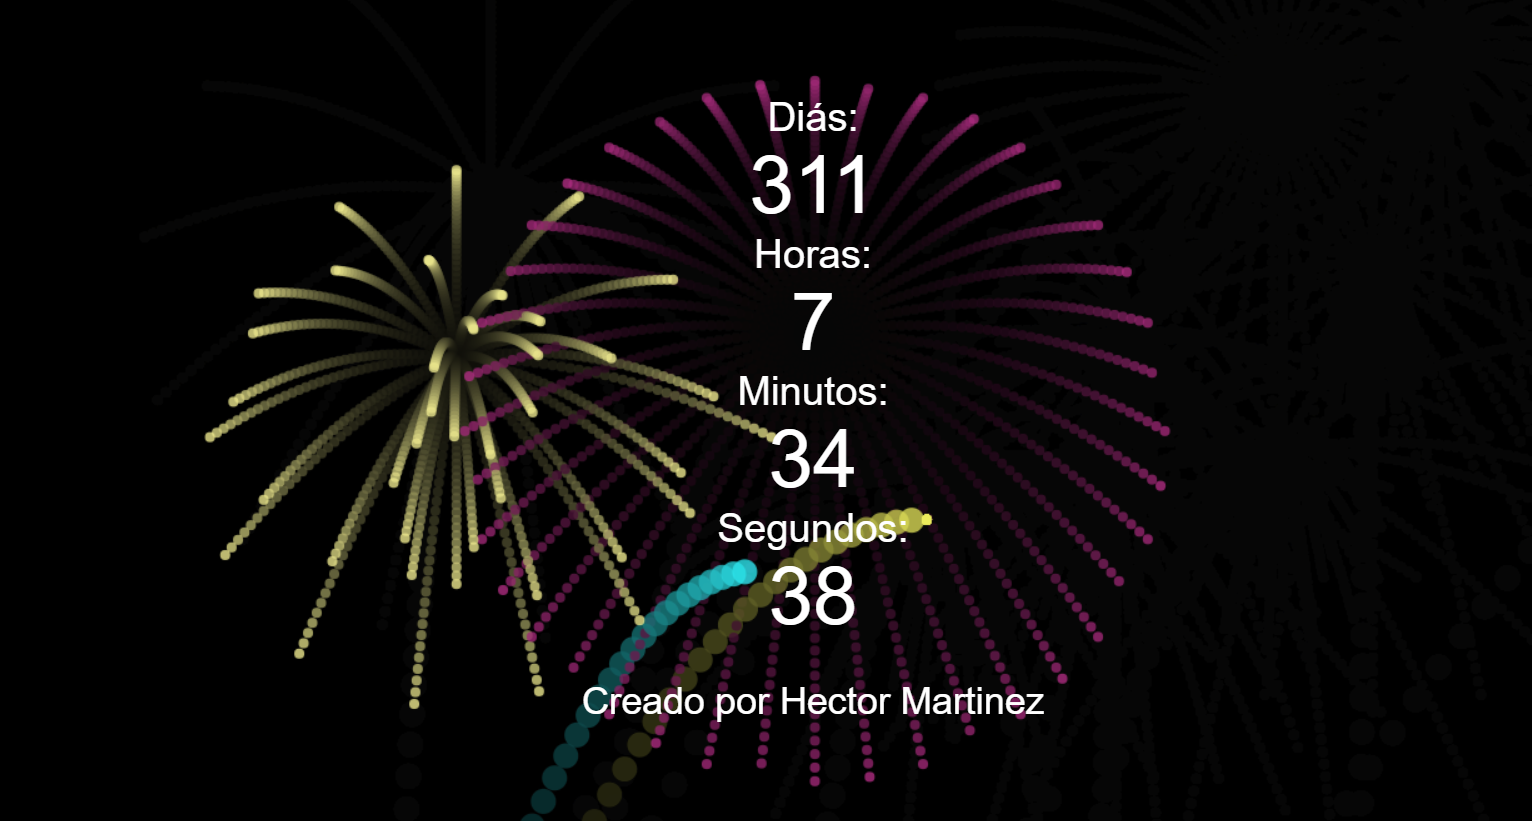 Diás:
311
Horas:
7
Minutos:
34
Segundos:
38
Creado por Hector Martinez